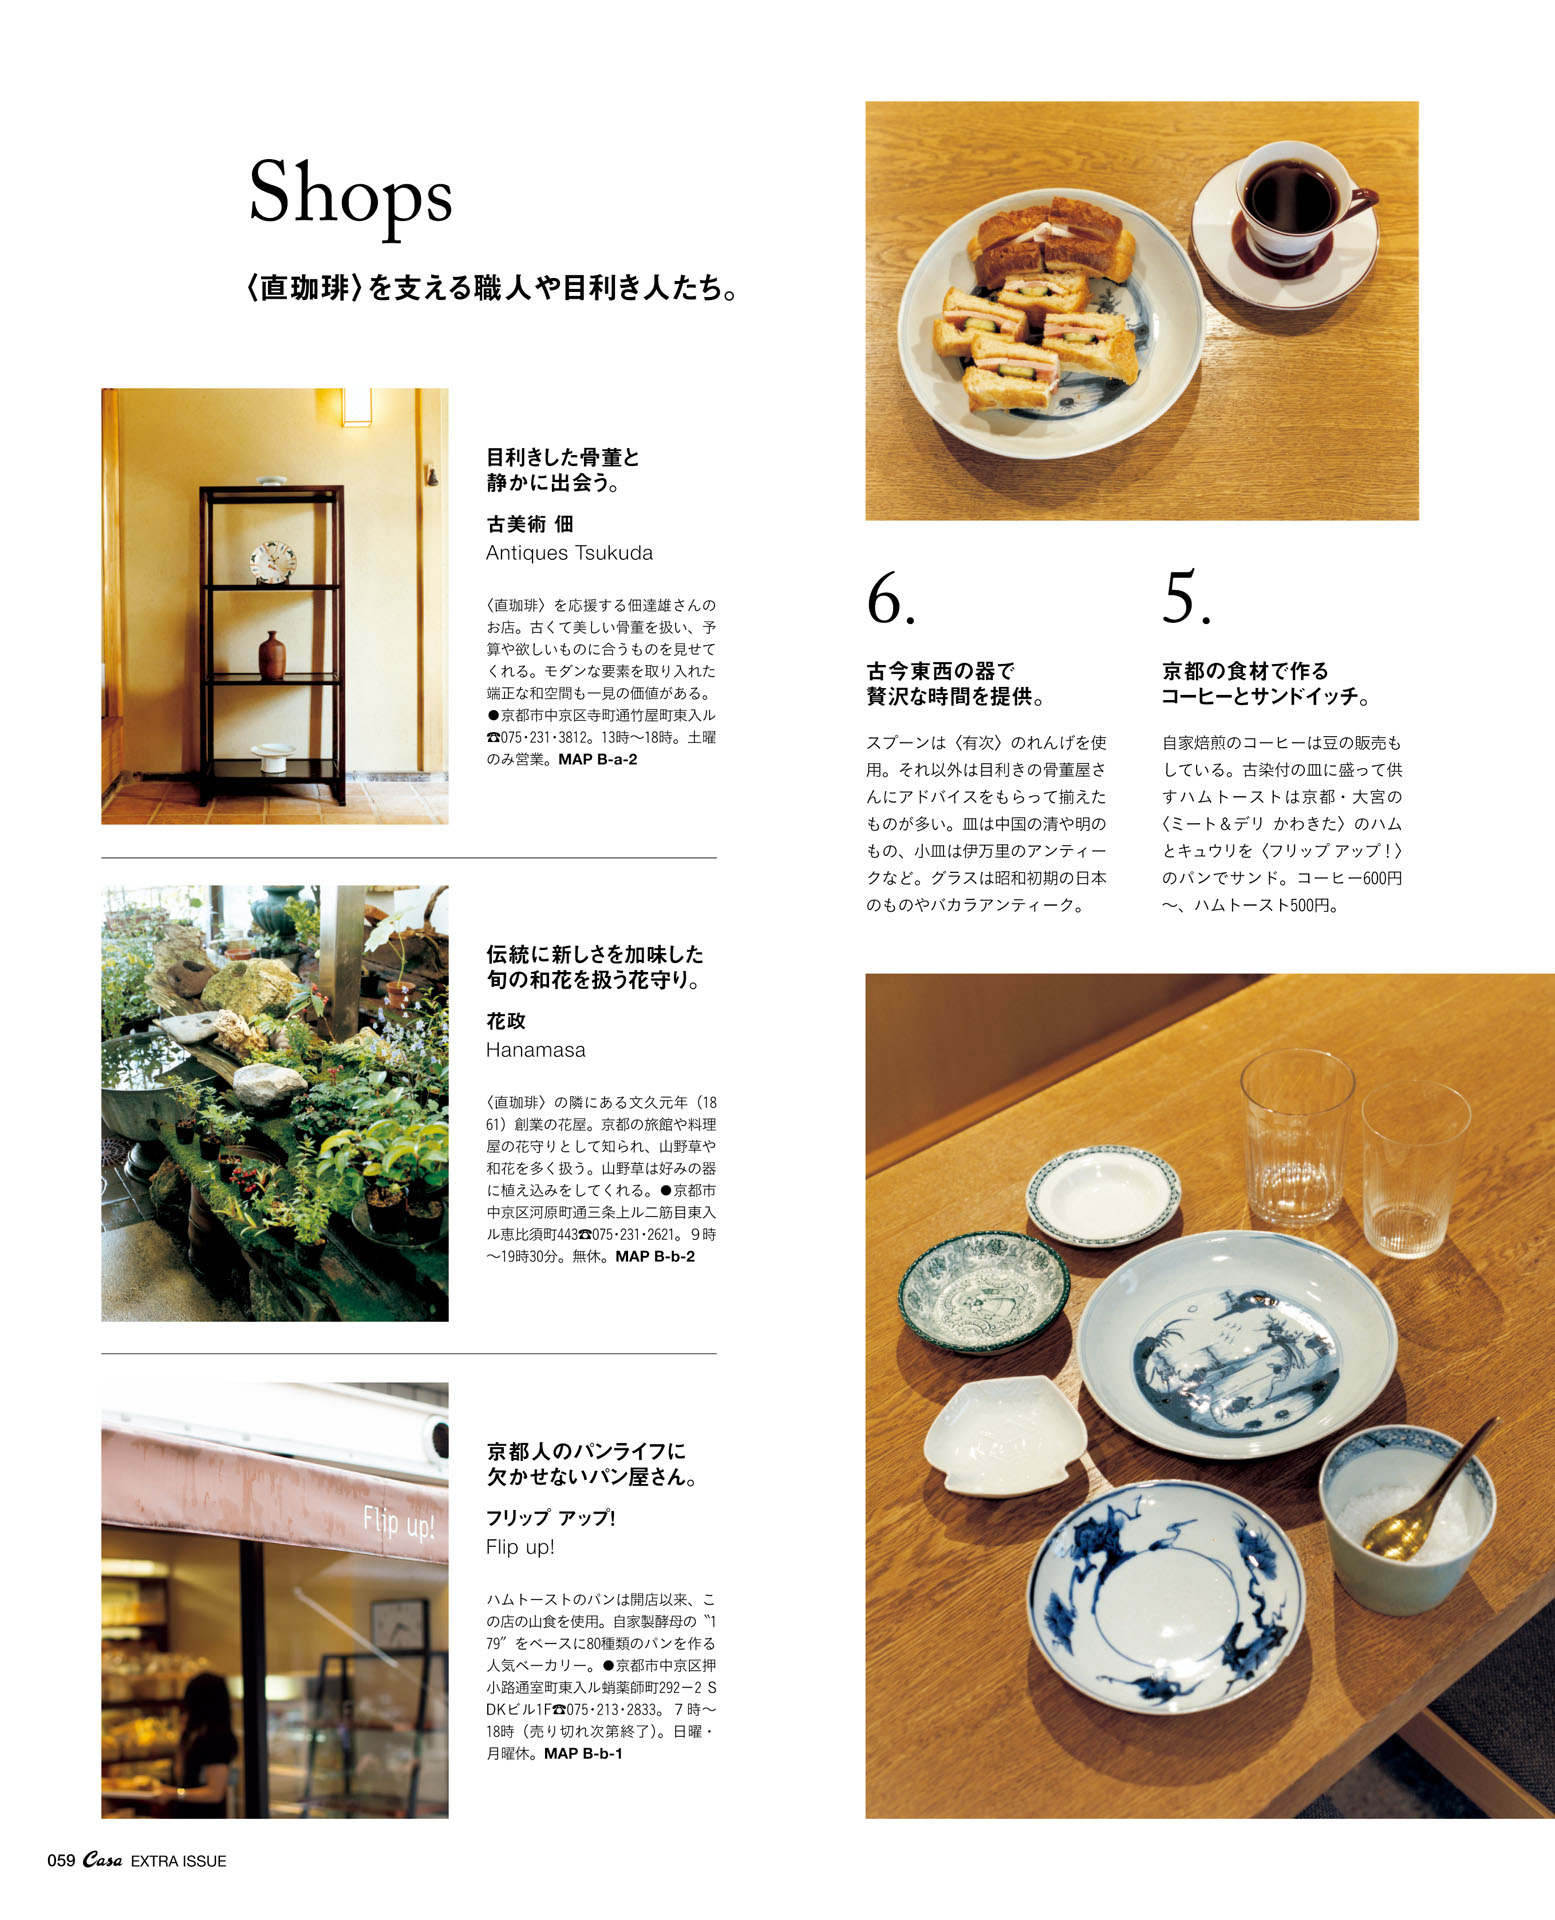 Shops
〈直珈琲〉を支える職人や目利き人たち。
目利きした骨董と
静かに出会う。
古美術 佃
Antiques Tsukuda
〈直珈琲〉を応援する佃達雄さんの
お店。古くて美しい骨董を扱い、予
算や欲しいものに合うものを見せて
くれる。モダンな要素を取り入れた
端正な和空間も一見の価値がある。
●京都市中京区寺町通竹屋町東入ル
☎075・231・3812。13時〜18時。土曜
のみ営業。MAP B-a-2
伝統に新しさを加味した
旬の和花を扱う花守り。
花政
Hanamasa
〈直珈琲〉の隣にある文久元年（18
61）創業の花屋。京都の旅館や料理
屋の花守りとして知られ、山野草や
和花を多く扱う。山野草は好みの器
に植え込みをしてくれる。●京都市
中京区河原町通三条上ル二筋目東入
ル恵比須町443☎075・231・2621。９時
〜19時30分。無休。MAP B-b-2
Flip up!
京都人のパンライフに
欠かせないパン屋さん。
フリップ アップ！
Flip up!
ハムトーストのパンは開店以来、こ
の店の山食を使用。自家製酵母の〝1
79〟をベースに80種類のパンを作る
人気ベーカリー。●京都市中京区押
小路通室町東入ル蛸薬師町292−2 S
DKビル1F☎075・213・2833。７時〜
18時（売り切れ次第終了）。日曜・
月曜休。MAP B-b-1
6.
古今東西の器で
贅沢な時間を提供。
スプーンは〈有次〉のれんげを使
用。それ以外は目利きの骨董屋さ
んにアドバイスをもらって揃えた
ものが多い。皿は中国の清や明の
もの、小皿は伊万里のアンティー
クなど。グラスは昭和初期の日本
のものやバカラアンティーク。
5.
京都の食材で作る
コーヒーとサンドイッチ。
自家焙煎のコーヒーは豆の販売も
している。古染付の皿に盛って供
すハムトーストは京都・大宮の
〈ミート＆デリ かわきた〉のハム
とキュウリを〈フリップ アップ！〉
のパンでサンド。コーヒー600円
〜、ハムトースト500円。
059 Casa EXTRA ISSUE